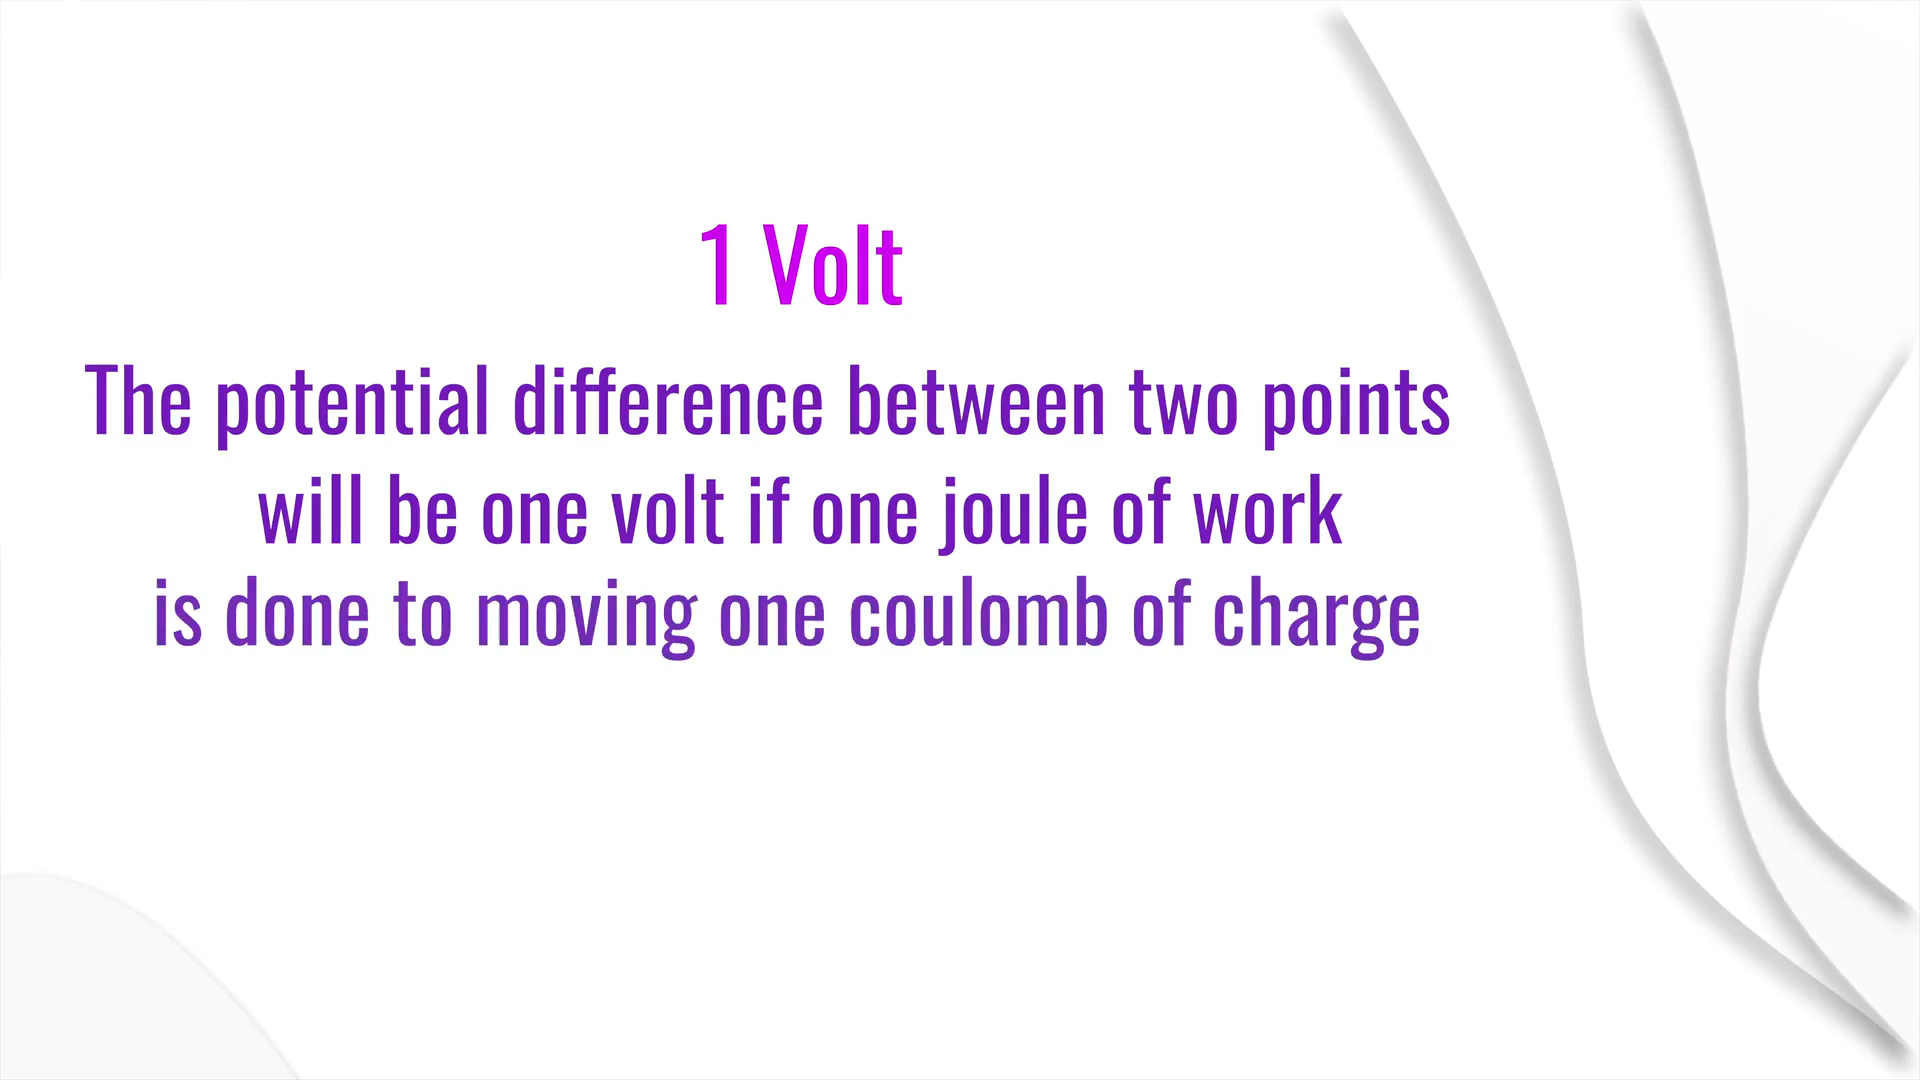 1 Volt
The potential difference between two points
will be one volt if one joule of work
is done to moving one coulomb of charge